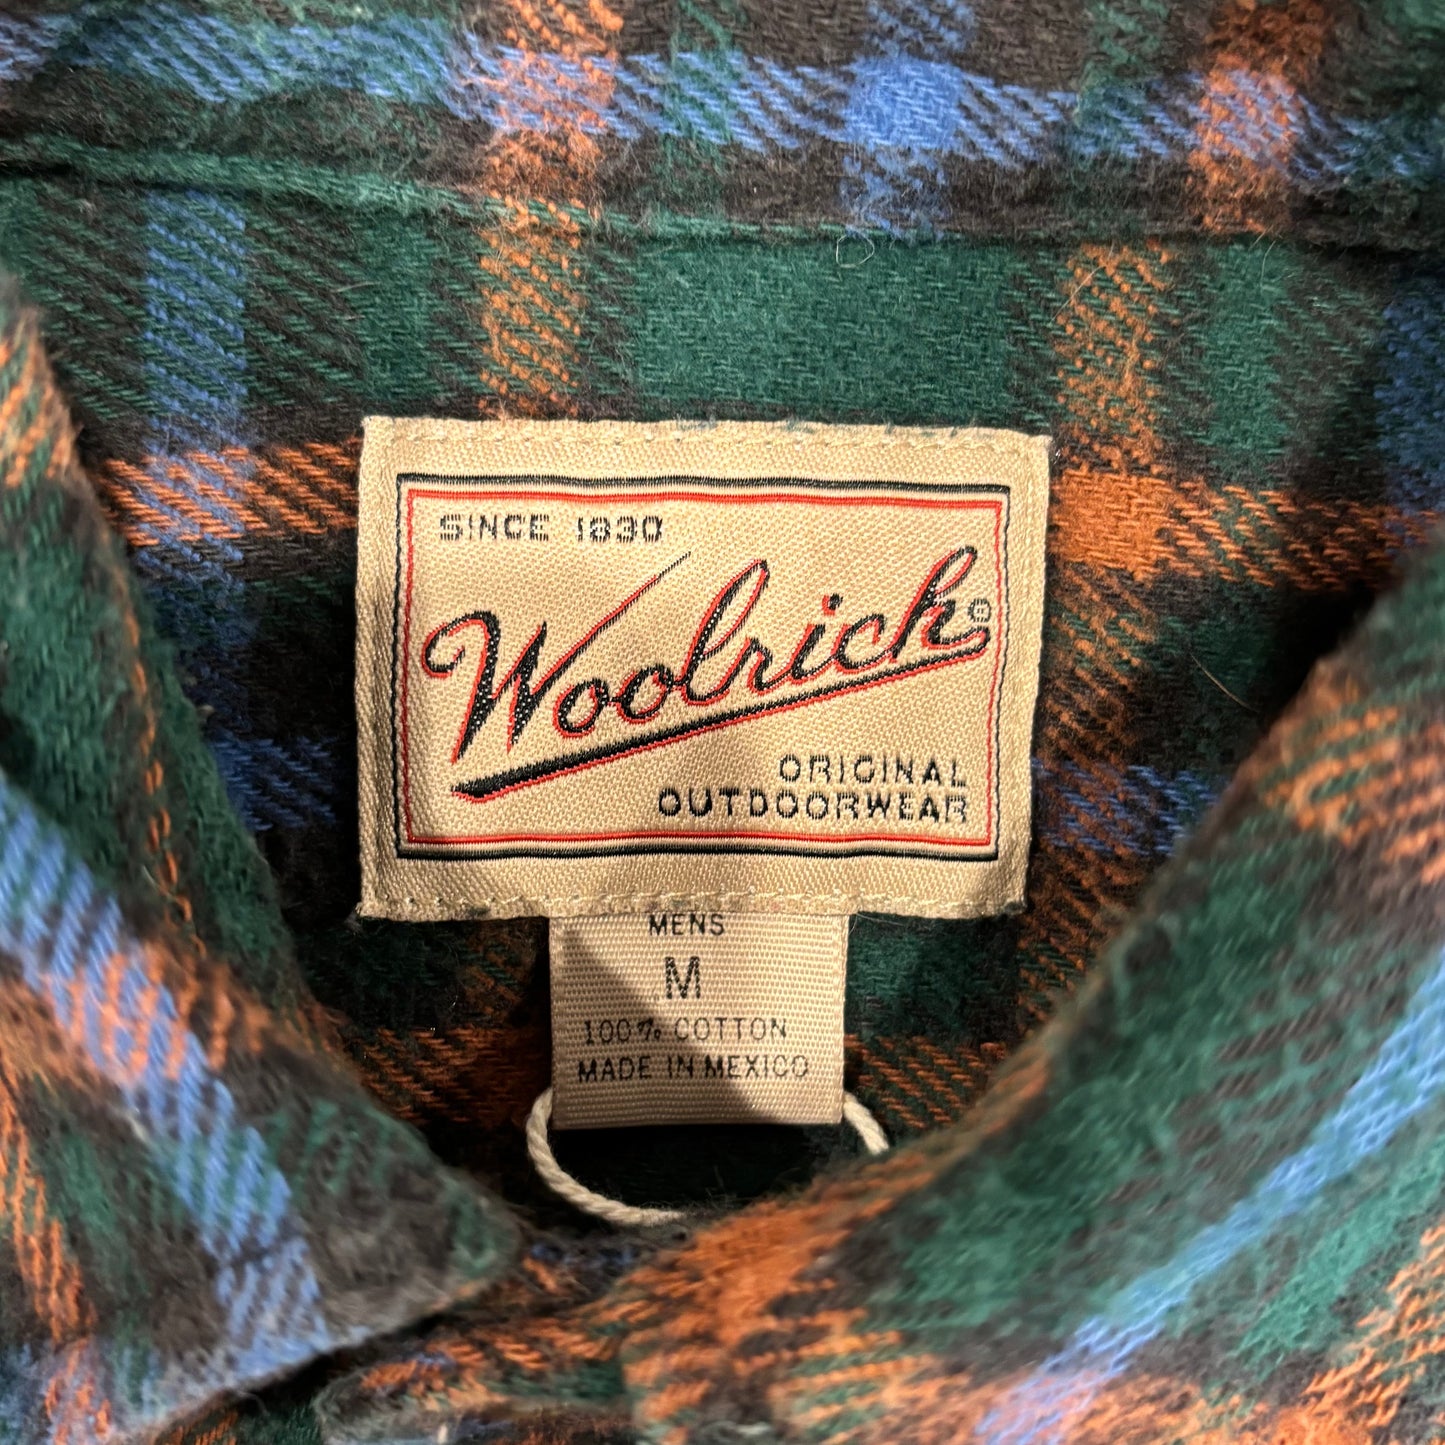 SINCE 1830
Woolrich®
ORIGINAL
OUTDOORWEAR
MENS
M
100% COTTON
MADE IN MEXICO